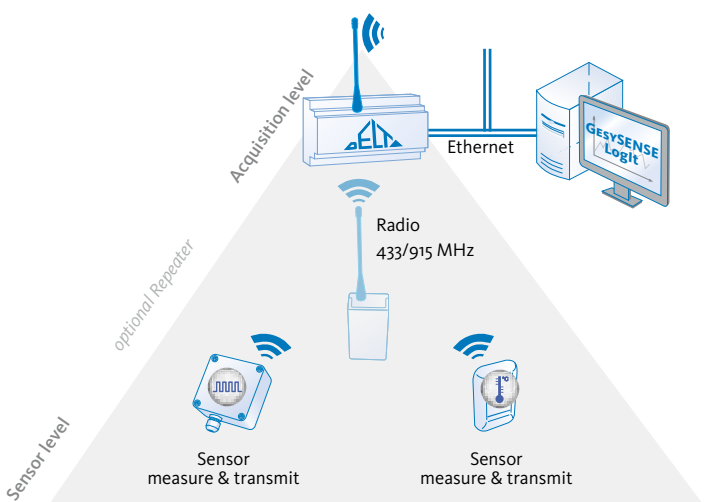 Acquisition level
DELTA
Ethernet
GesySENSE
LogIt
Radio
433/915 MHz
optional Repeater
°C
Sensor level
Sensor
measure & transmit
Sensor
measure & transmit